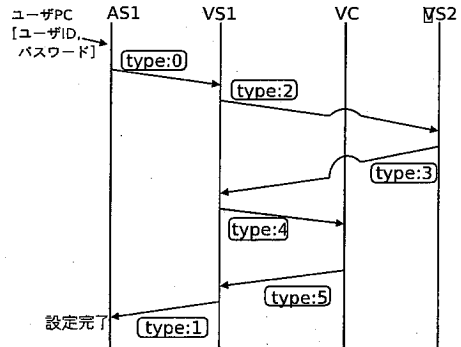 ユーザPC
[ユーザID,
パスワード]
AS1
VS1
VC
VS2
type:0
type:2
type:3
type:4
type:5
type:1
設定完了